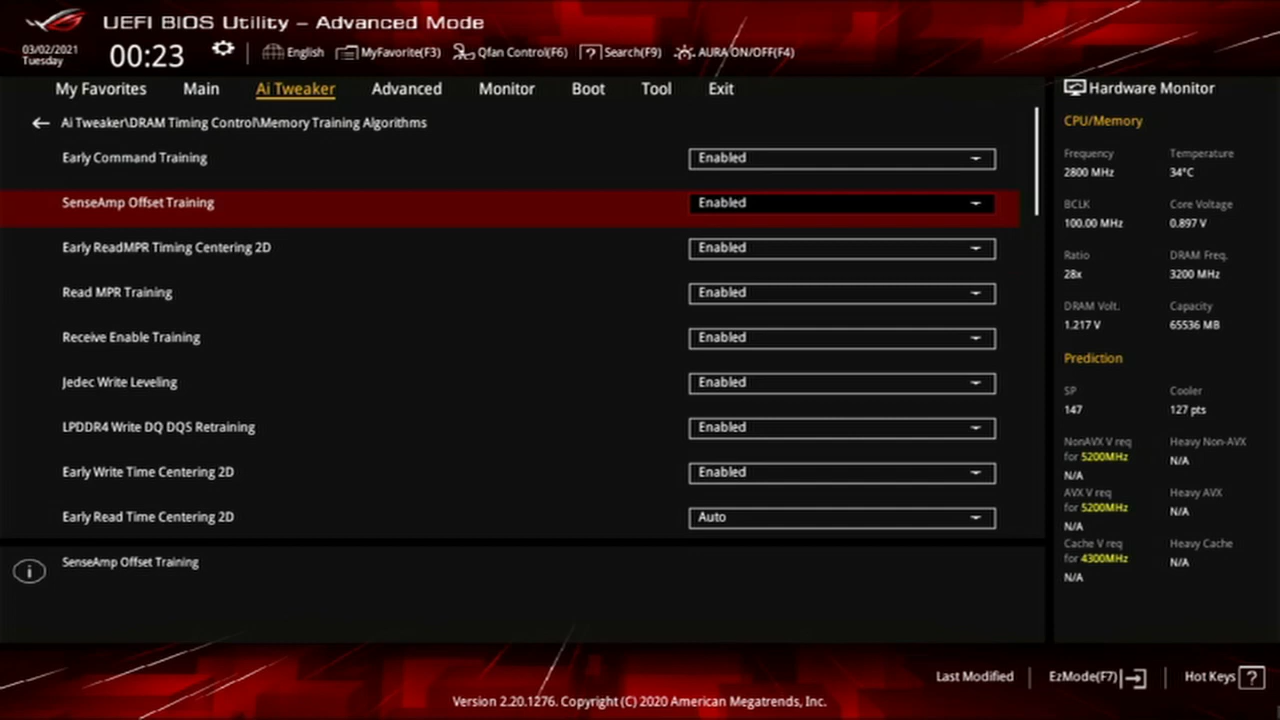 UEFI BIOS Utility – Advanced Mode
03/02/2021
Tuesday
00:23
English
MyFavorite(F3)
Qfan Control(F6)
? Search(F9)
AURA ON/OFF(F4)
My Favorites
Main
Ai Tweaker
Advanced
Monitor
Boot
Tool
Exit
Ai Tweaker\DRAM Timing Control\Memory Training Algorithms
Early Command Training Enabled
SenseAmp Offset Training Enabled
Early ReadMPR Timing Centering 2D Enabled
Read MPR Training Enabled
Receive Enable Training Enabled
Jedec Write Leveling Enabled
LPDDR4 Write DQ DQS Retraining Enabled
Early Write Time Centering 2D Enabled
Early Read Time Centering 2D Auto
i SenseAmp Offset Training
Hardware Monitor
CPU/Memory
Frequency Temperature
2800 MHz 34°C
BCLK Core Voltage
100.00 MHz 0.897 V
Ratio DRAM Freq.
28x 3200 MHz
DRAM Volt. Capacity
1.217 V 65536 MB
Prediction
SP Cooler
147 127 pts
NonAVX V req Heavy Non-AVX
for 5200MHz N/A
N/A
AVX V req Heavy AVX
for 5200MHz N/A
N/A
Cache V req Heavy Cache
for 4300MHz N/A
N/A
Last Modified
EzMode(F7)
Hot Keys ?
Version 2.20.1276. Copyright (C) 2020 American Megatrends, Inc.